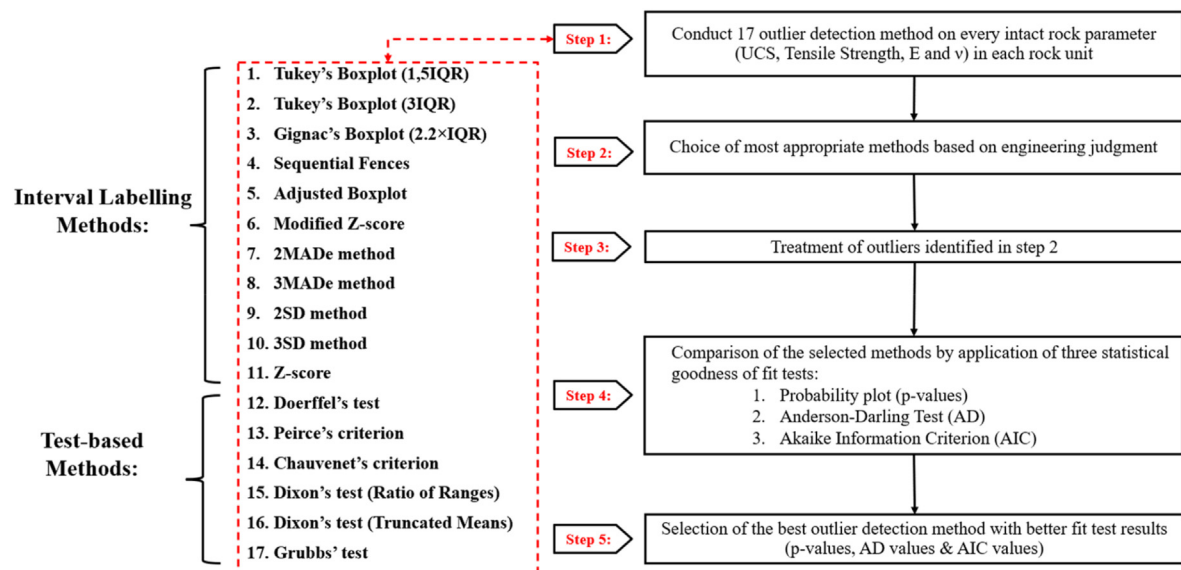 Interval Labelling
Methods:
Test-based
Methods:
1. Tukey's Boxplot (1,5IQR)
2. Tukey's Boxplot (3IQR)
3. Gignac's Boxplot (2.2×IQR)
4. Sequential Fences
5. Adjusted Boxplot
6. Modified Z-score
7. 2MADe method
8. 3MADe method
9. 2SD method
10. 3SD method
11. Z-score
12. Doerffel's test
13. Peirce's criterion
14. Chauvenet's criterion
15. Dixon's test (Ratio of Ranges)
16. Dixon's test (Truncated Means)
17. Grubbs' test
Step 1:
Conduct 17 outlier detection method on every intact rock parameter
(UCS, Tensile Strength, E and ν) in each rock unit
Step 2:
Choice of most appropriate methods based on engineering judgment
Step 3:
Treatment of outliers identified in step 2
Step 4:
Comparison of the selected methods by application of three statistical
goodness of fit tests:
1. Probability plot (p-values)
2. Anderson-Darling Test (AD)
3. Akaike Information Criterion (AIC)
Step 5:
Selection of the best outlier detection method with better fit test results
(p-values, AD values & AIC values)